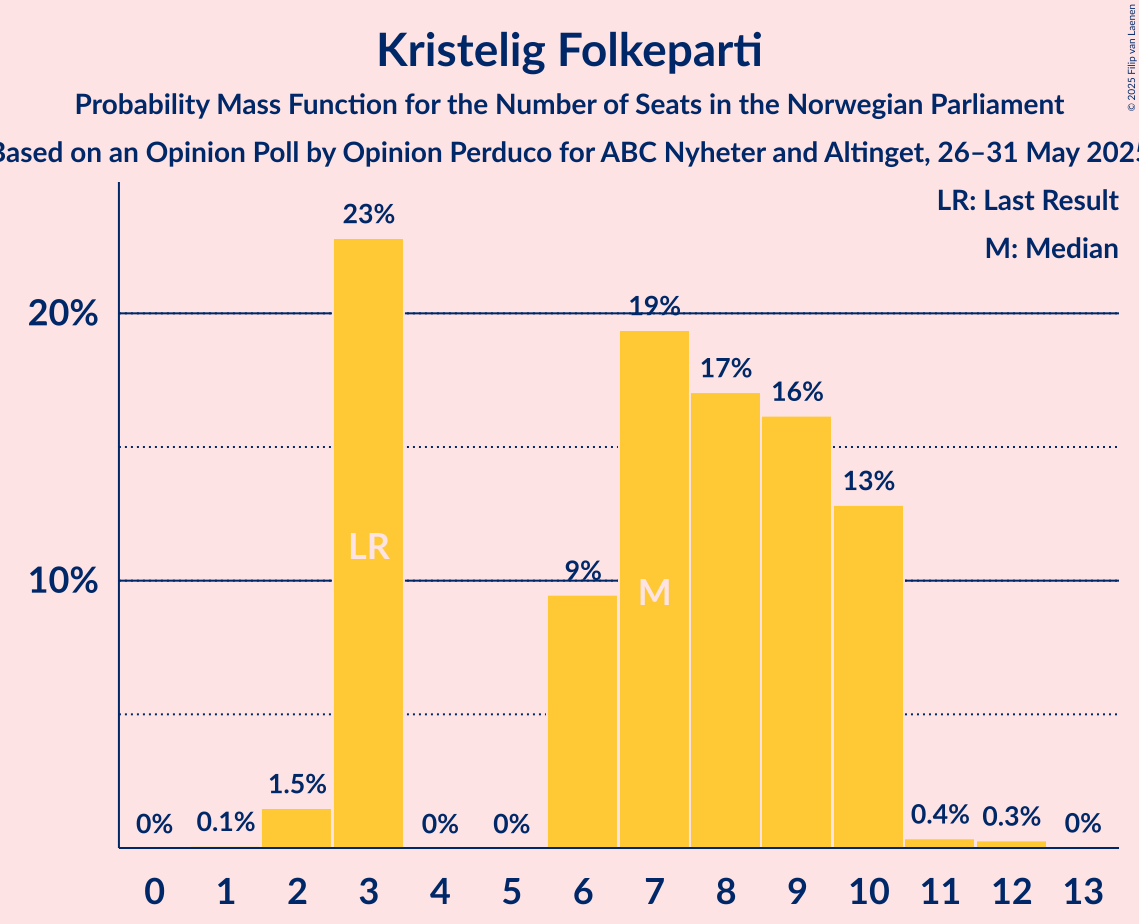 © 2025 Filip van Laenen
Kristelig Folkeparti
Probability Mass Function for the Number of Seats in the Norwegian Parliament
Based on an Opinion Poll by Opinion Perduco for ABC Nyheter and Altinget, 26–31 May 2025
LR: Last Result
M: Median
20%
10%
0%
0.1%
1.5%
23%
0%
0%
9%
19%
17%
16%
13%
0.4%
0.3%
0%
LR
M
0 1 2 3 4 5 6 7 8 9 10 11 12 13